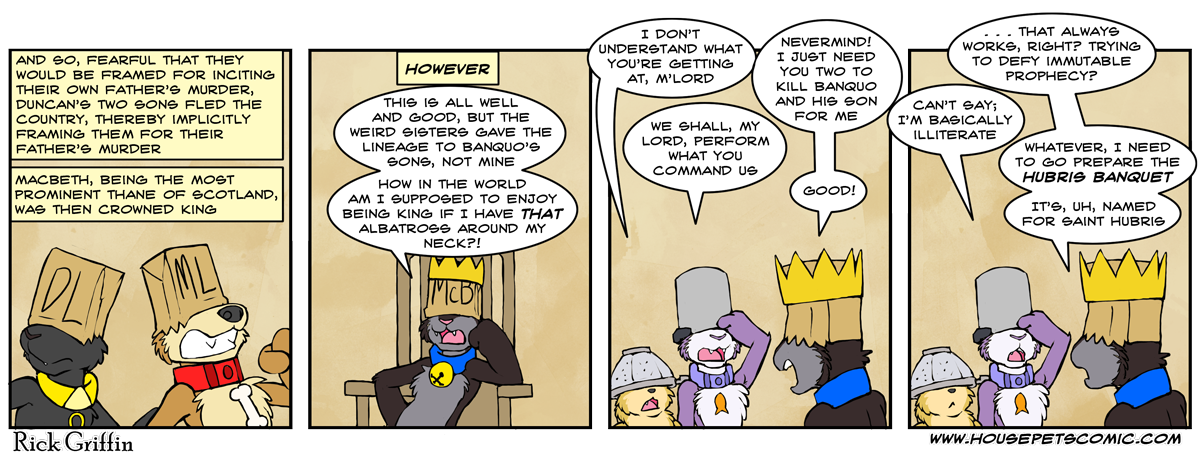 AND SO, FEARFUL THAT THEY
WOULD BE FRAMED FOR INCITING
THEIR OWN FATHER'S MURDER,
DUNCAN'S TWO SONS FLED THE
COUNTRY, THEREBY IMPLICITLY
FRAMING THEM FOR THEIR
FATHER'S MURDER
MACBETH, BEING THE MOST
PROMINENT THANE OF SCOTLAND,
WAS THEN CROWNED KING
DL
ML
HOWEVER
THIS IS ALL WELL
AND GOOD, BUT THE
WEIRD SISTERS GAVE THE
LINEAGE TO BANQUO'S
SONS, NOT MINE
HOW IN THE WORLD
AM I SUPPOSED TO ENJOY
BEING KING IF I HAVE THAT
ALBATROSS AROUND MY
NECK?!
McB
I DON'T
UNDERSTAND WHAT
YOU'RE GETTING
AT, M'LORD
NEVERMIND!
I JUST NEED
YOU TWO TO
KILL BANQUO
AND HIS SON
FOR ME
WE SHALL, MY
LORD, PERFORM
WHAT YOU
COMMAND US
GOOD!
. . . THAT ALWAYS
WORKS, RIGHT? TRYING
TO DEFY IMMUTABLE
PROPHECY?
CAN'T SAY;
I'M BASICALLY
ILLITERATE
WHATEVER, I NEED
TO GO PREPARE THE
HUBRIS BANQUET
IT'S, UH, NAMED
FOR SAINT HUBRIS
Rick Griffin
WWW.HOUSEPETSCOMIC.COM